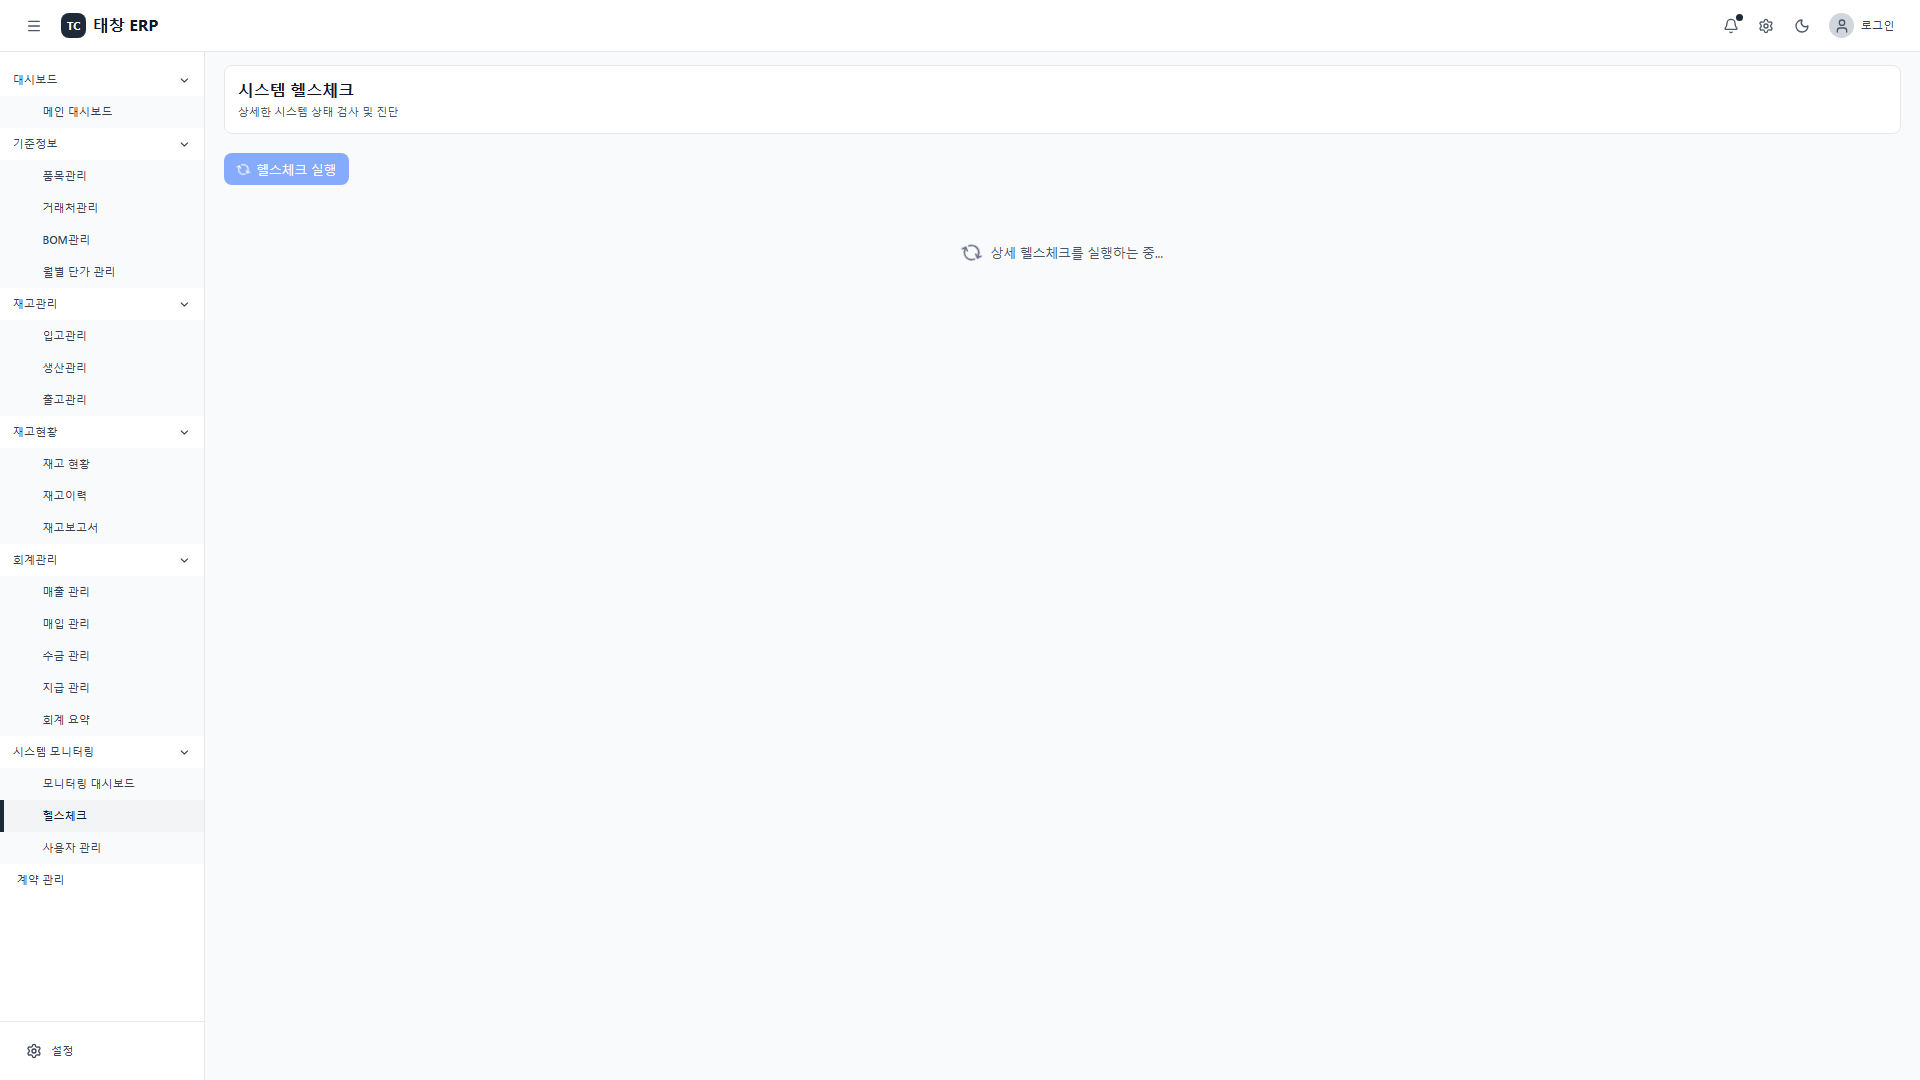 TC 태창 ERP
로그인
대시보드
메인 대시보드
기준정보
품목관리
거래처관리
BOM관리
월별 단가 관리
재고관리
입고관리
생산관리
출고관리
재고현황
재고 현황
재고이력
재고보고서
회계관리
매출 관리
매입 관리
수금 관리
지급 관리
회계 요약
시스템 모니터링
모니터링 대시보드
헬스체크
사용자 관리
계약 관리
설정
시스템 헬스체크
상세한 시스템 상태 검사 및 진단
헬스체크 실행
상세 헬스체크를 실행하는 중...